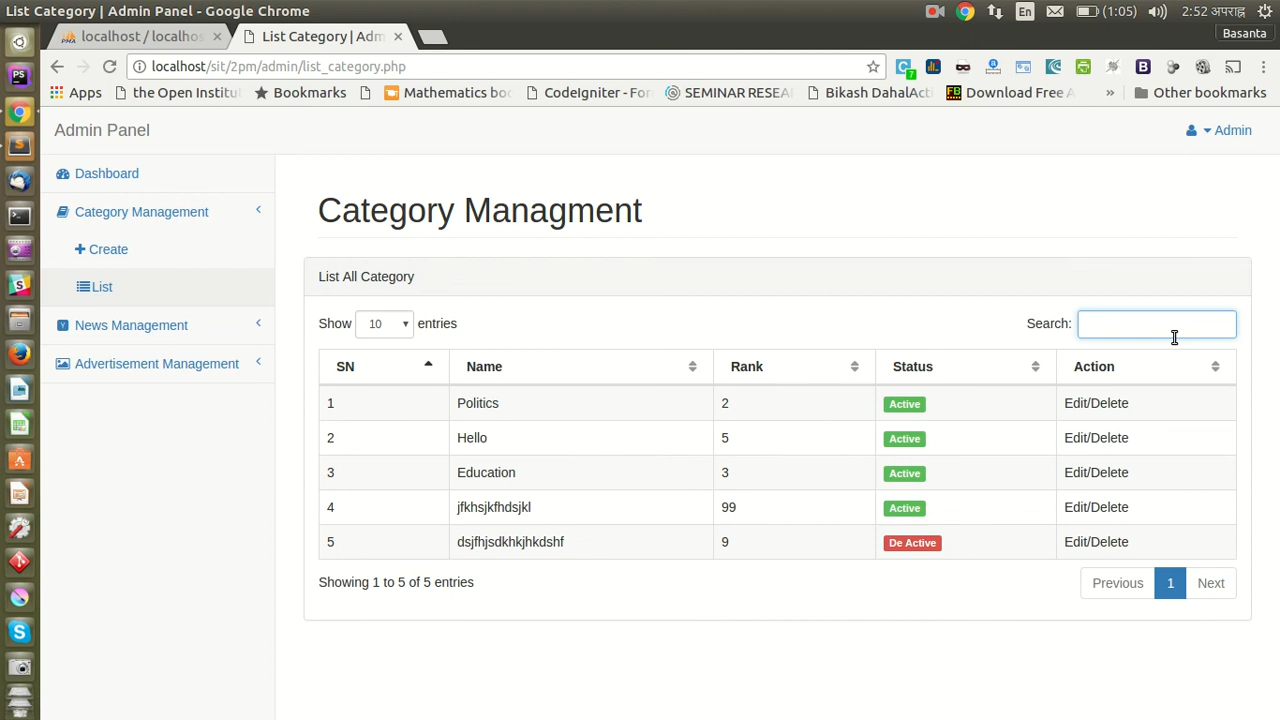 List Category | Admin Panel - Google Chrome
En
(1:05)
2:52 अपराह्न
localhost / localhos
List Category | Adm
Basanta
localhost/sit/2pm/admin/list_category.php
Apps
the Open Institu
Bookmarks
Mathematics bo
CodeIgniter - For
SEMINAR RESEA
Bikash DahalActi
Download Free A
»
Other bookmarks
Admin Panel
Admin
Dashboard
Category Management
Create
List
News Management
Advertisement Management
Category Managment
List All Category
Show 10 entries
Search:
SN Name Rank Status Action
1 Politics 2 Active Edit/Delete
2 Hello 5 Active Edit/Delete
3 Education 3 Active Edit/Delete
4 jfkhsjkfhdsjkl 99 Active Edit/Delete
5 dsjfhjsdkhkjhkdshf 9 De Active Edit/Delete
Showing 1 to 5 of 5 entries
Previous 1 Next